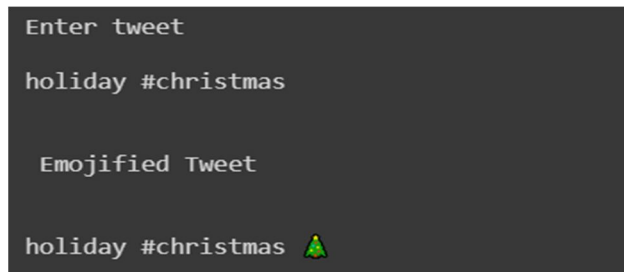 Enter tweet
holiday #christmas
Emojified Tweet
holiday #christmas 🎄